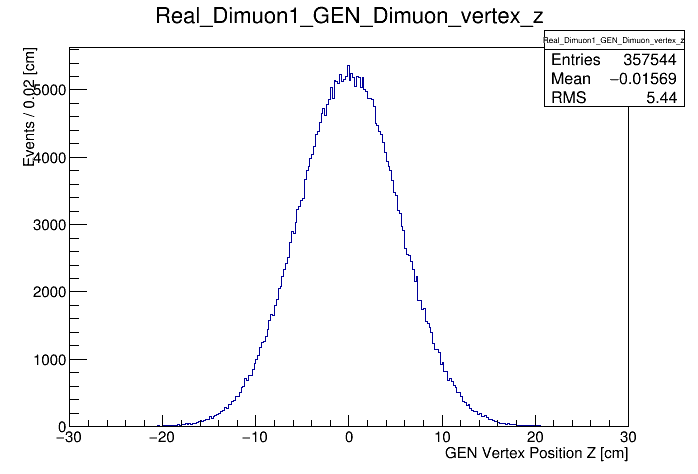 Real_Dimuon1_GEN_Dimuon_vertex_z
Real_Dimuon1_GEN_Dimuon_vertex_z
Entries 357544
Mean −0.01569
RMS 5.44
Events / 0.02 [cm]
5000
4000
3000
2000
1000
0
−30 −20 −10 0 10 20 30
GEN Vertex Position Z [cm]